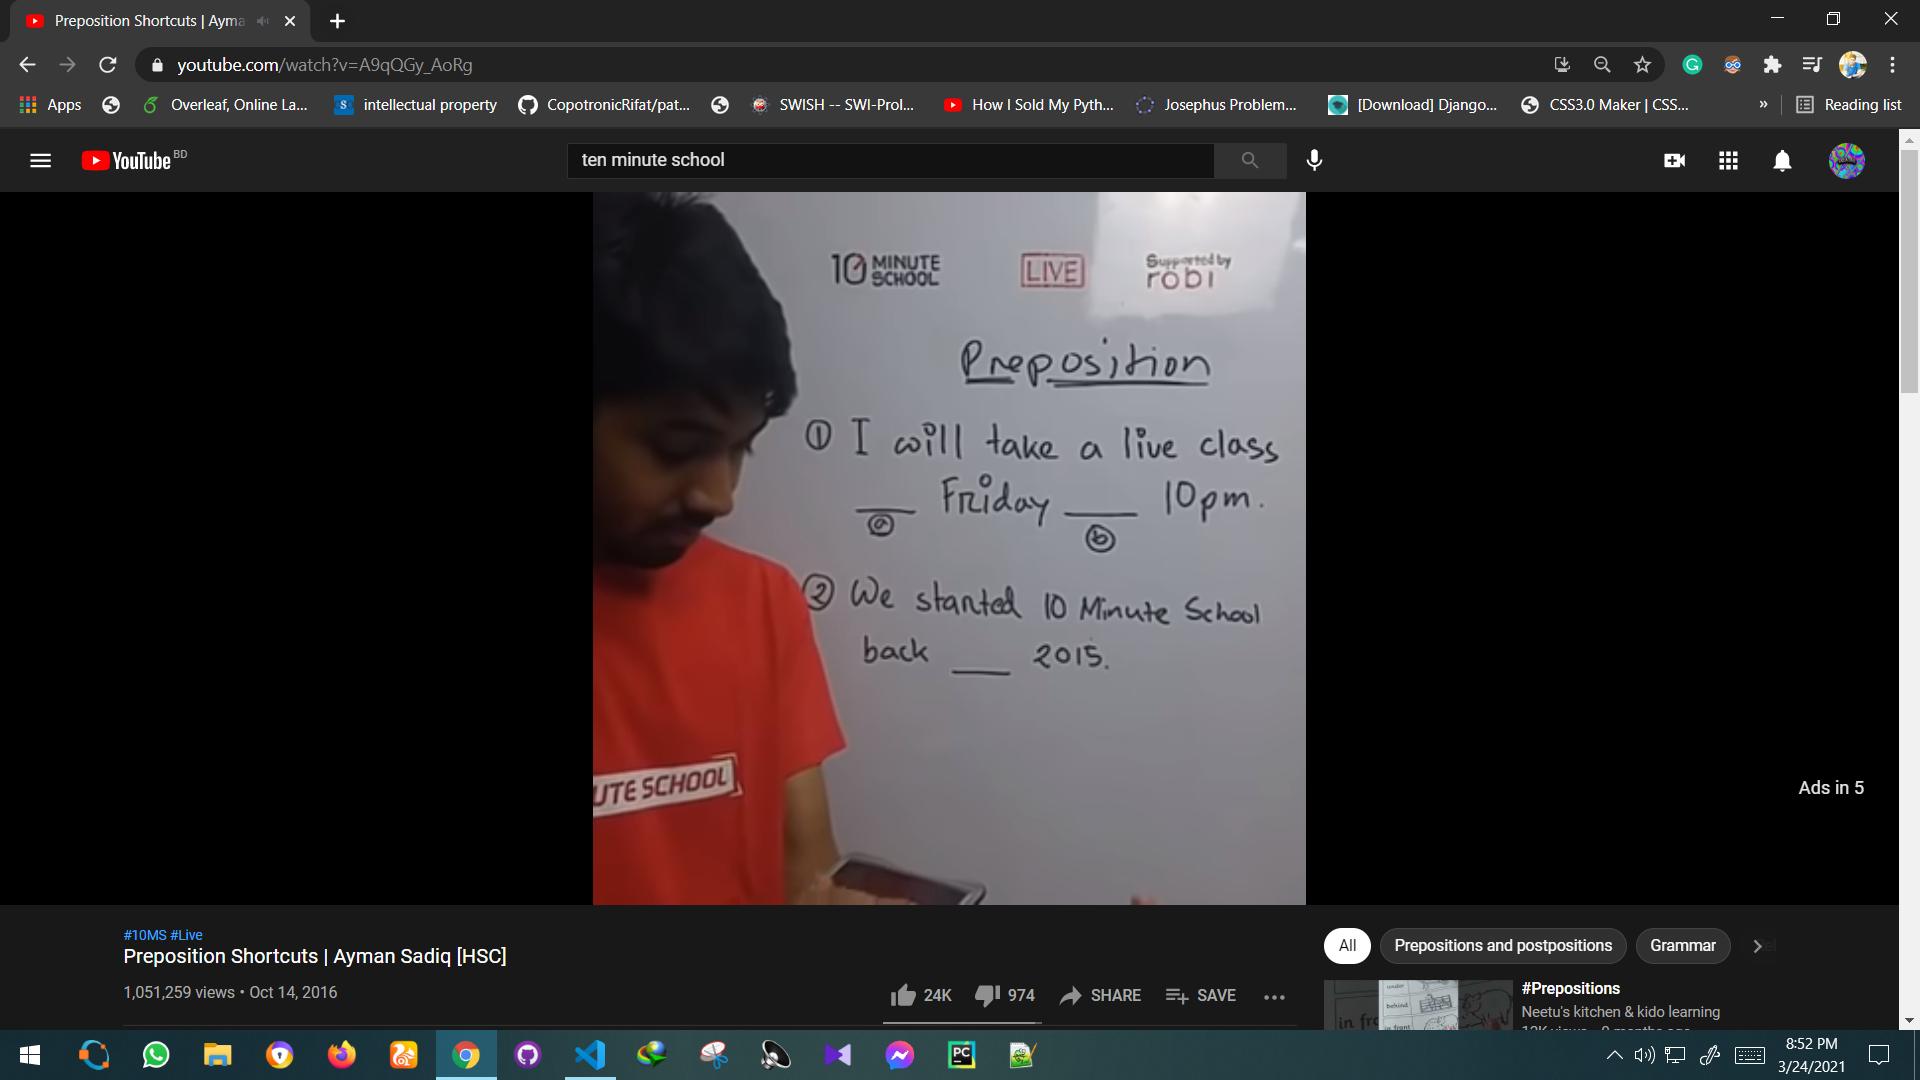 Preposition Shortcuts | Ayma
youtube.com/watch?v=A9qQGy_AoRg
Apps Overleaf, Online La... intellectual property CopotronicRifat/pat... SWISH -- SWI-Prol... How I Sold My Pyth... Josephus Problem... [Download] Django... CSS3.0 Maker | CSS... » Reading list
YouTube BD ten minute school
10 MINUTE SCHOOL LIVE Supported by robi
Preposition
① I will take a live class
___ Friday ___ 10pm.
ⓐ ⓑ
② We started 10 Minute School
back ___ 2015.
UTE SCHOOL
Ads in 5
#10MS #Live
Preposition Shortcuts | Ayman Sadiq [HSC]
1,051,259 views • Oct 14, 2016
24K 974 SHARE SAVE
All Prepositions and postpositions Grammar
under
behind
in front
#Prepositions
Neetu's kitchen & kido learning
8:52 PM
3/24/2021